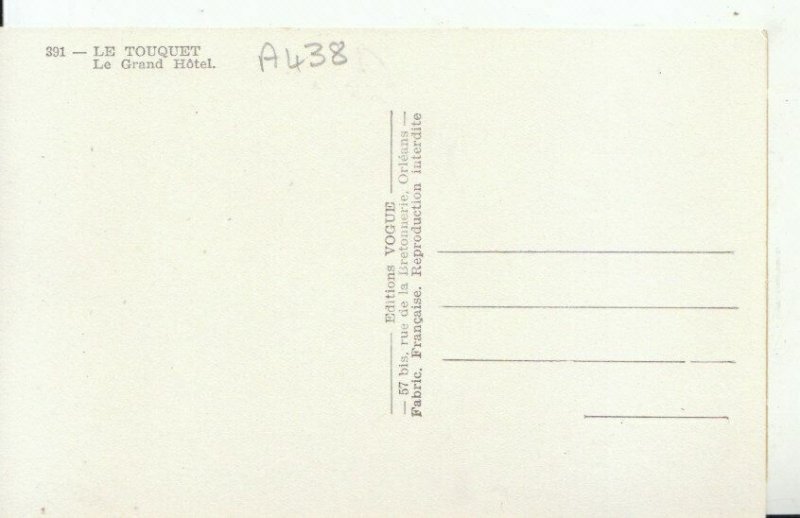 391 — LE TOUQUET
Le Grand Hôtel.
A438
Editions VOGUE
— 57 bis, rue de la Bretonnerie, Orléans —
Fabric. Française. Reproduction interdite